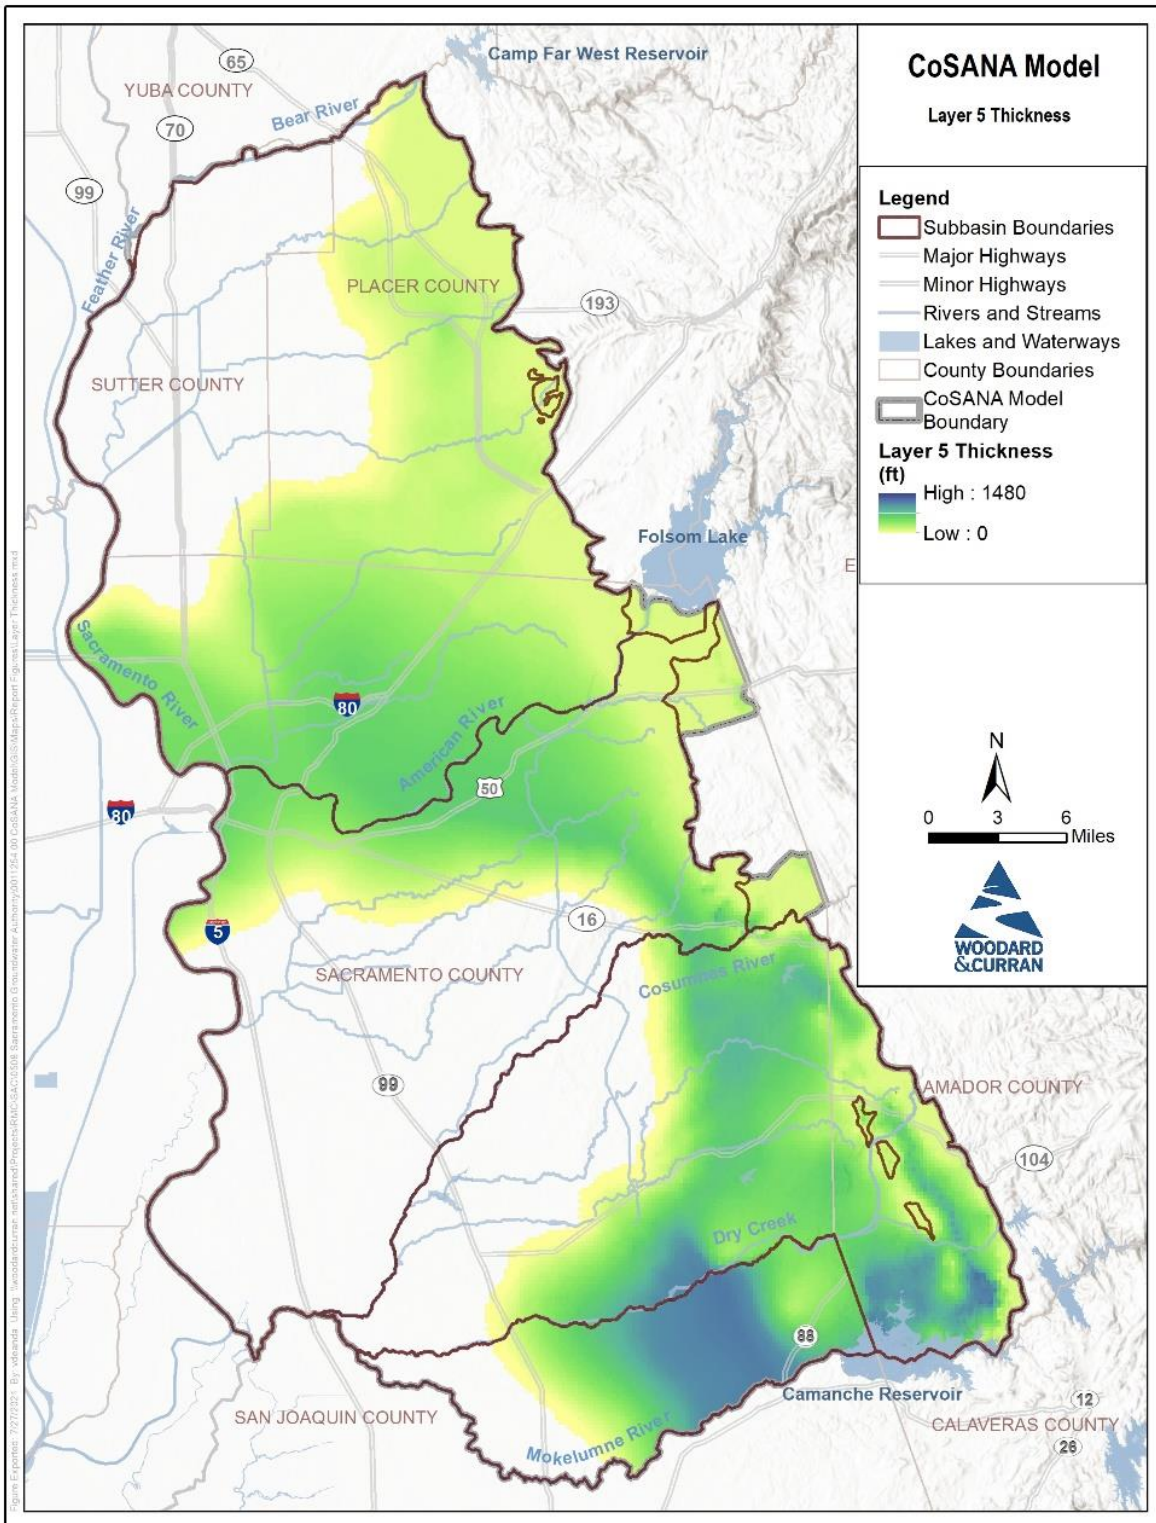 CoSANA Model
Layer 5 Thickness
Legend
Subbasin Boundaries
Major Highways
Minor Highways
Rivers and Streams
Lakes and Waterways
County Boundaries
CoSANA Model
Boundary
Layer 5 Thickness
(ft)
High : 1480
Low : 0
N
0 3 6
Miles
WOODARD
&CURRAN
Camp Far West Reservoir
65
YUBA COUNTY
Bear River
70
99
Feather River
PLACER COUNTY
193
SUTTER COUNTY
Folsom Lake
E
Sacramento River
80
American River
50
80
16
5
SACRAMENTO COUNTY
Cosumnes River
99
AMADOR COUNTY
104
Dry Creek
88
Camanche Reservoir
12
SAN JOAQUIN COUNTY
CALAVERAS COUNTY
Mokelumne River
26